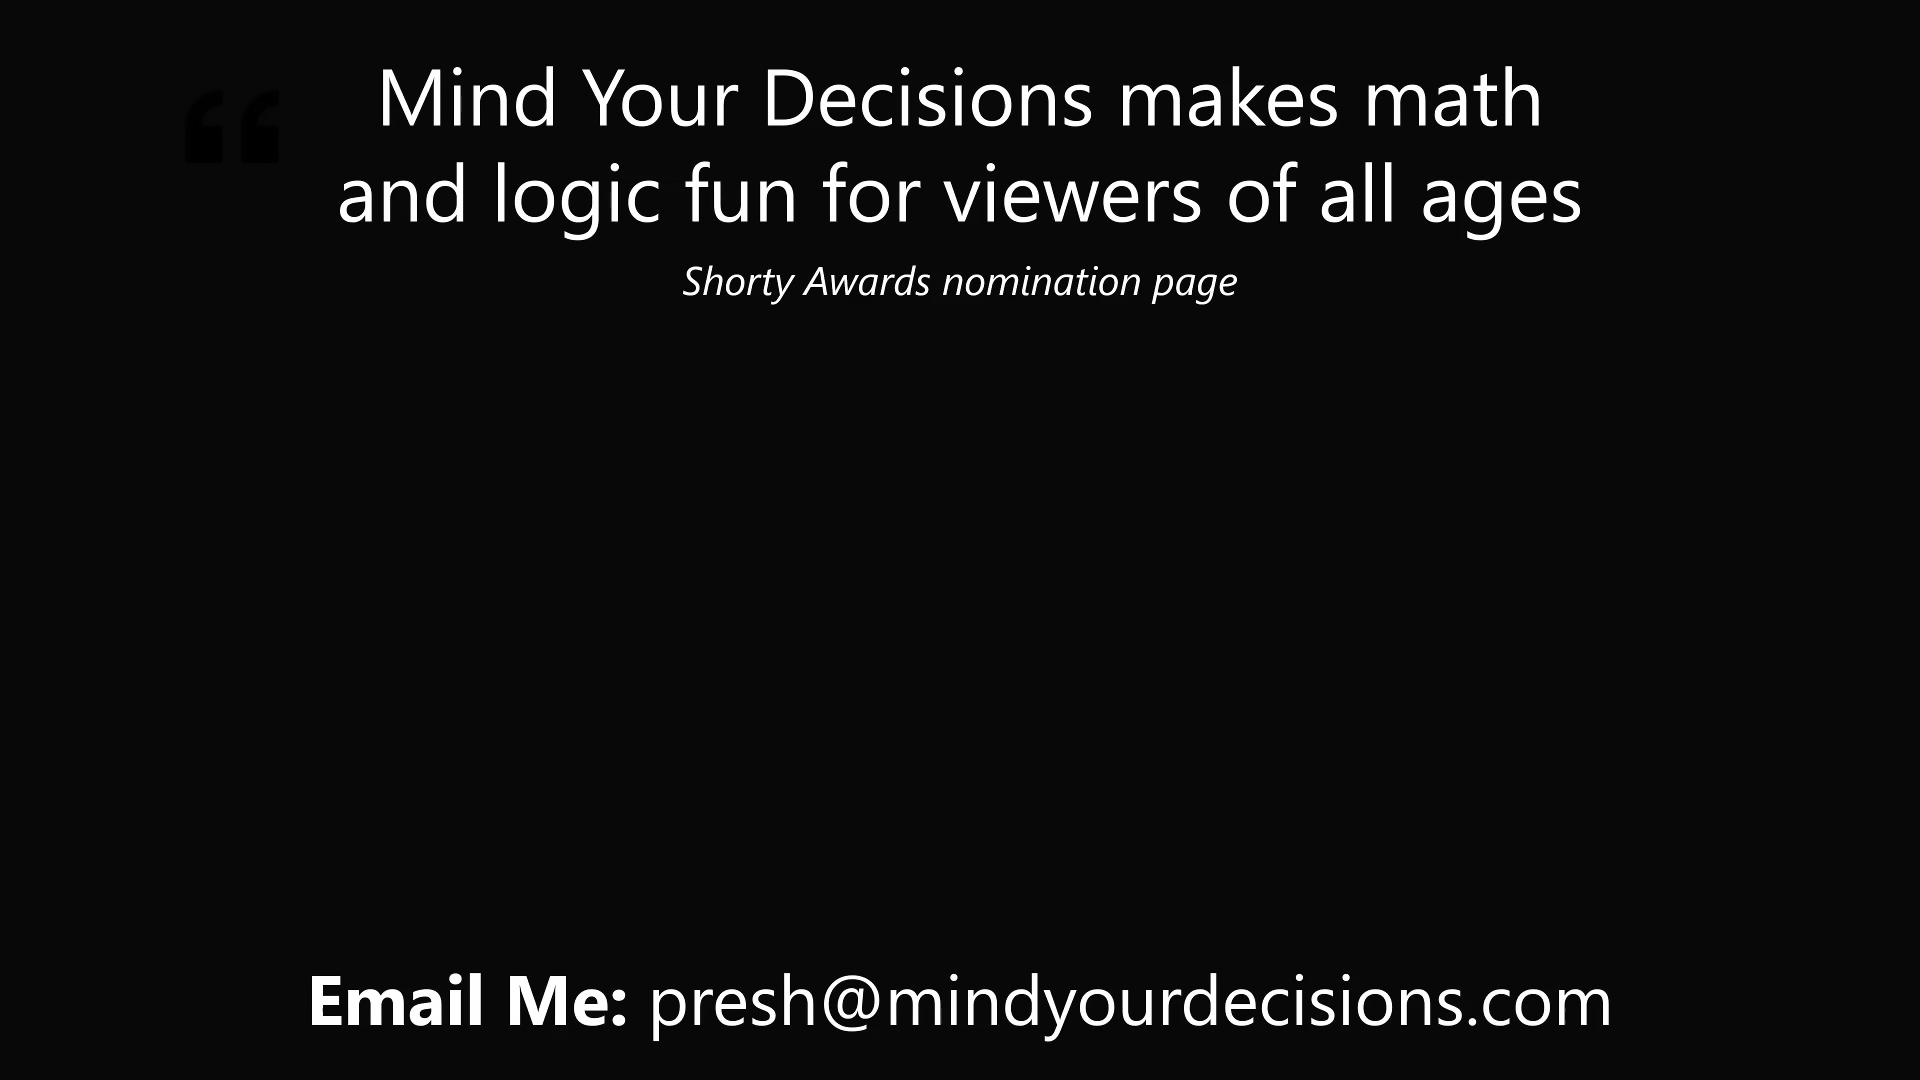 “
Mind Your Decisions makes math
and logic fun for viewers of all ages
Shorty Awards nomination page
Email Me: presh@mindyourdecisions.com